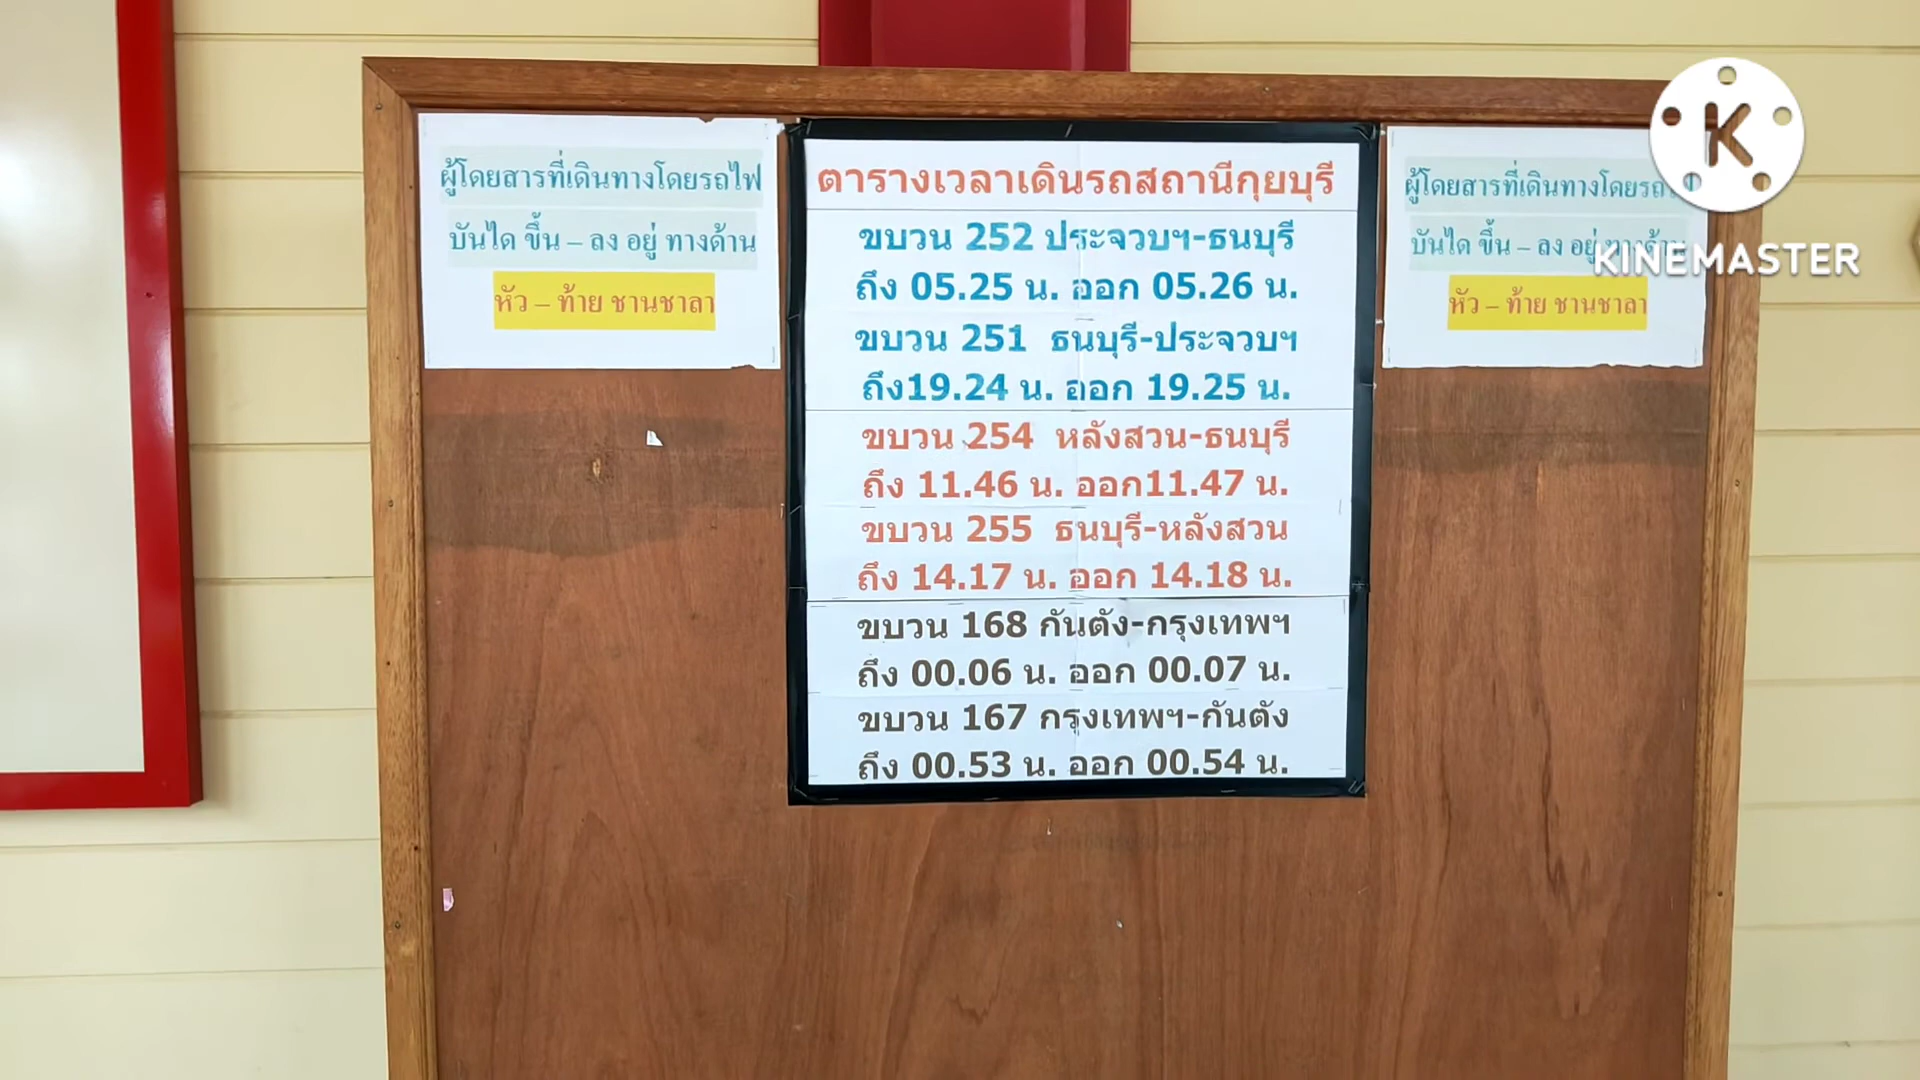 ผู้โดยสารที่เดินทางโดยรถไฟ
บันได ขึ้น – ลง อยู่ ทางด้าน
หัว – ท้าย ชานชาลา
ตารางเวลาเดินรถสถานีกุยบุรี
ขบวน 252 ประจวบฯ-ธนบุรี
ถึง 05.25 น. ออก 05.26 น.
ขบวน 251 ธนบุรี-ประจวบฯ
ถึง19.24 น. ออก 19.25 น.
ขบวน 254 หลังสวน-ธนบุรี
ถึง 11.46 น. ออก11.47 น.
ขบวน 255 ธนบุรี-หลังสวน
ถึง 14.17 น. ออก 14.18 น.
ขบวน 168 กันตัง-กรุงเทพฯ
ถึง 00.06 น. ออก 00.07 น.
ขบวน 167 กรุงเทพฯ-กันตัง
ถึง 00.53 น. ออก 00.54 น.
ผู้โดยสารที่เดินทางโดยรถไฟ
บันได ขึ้น – ลง อยู่ ทางด้าน
หัว – ท้าย ชานชาลา
K
KINEMASTER